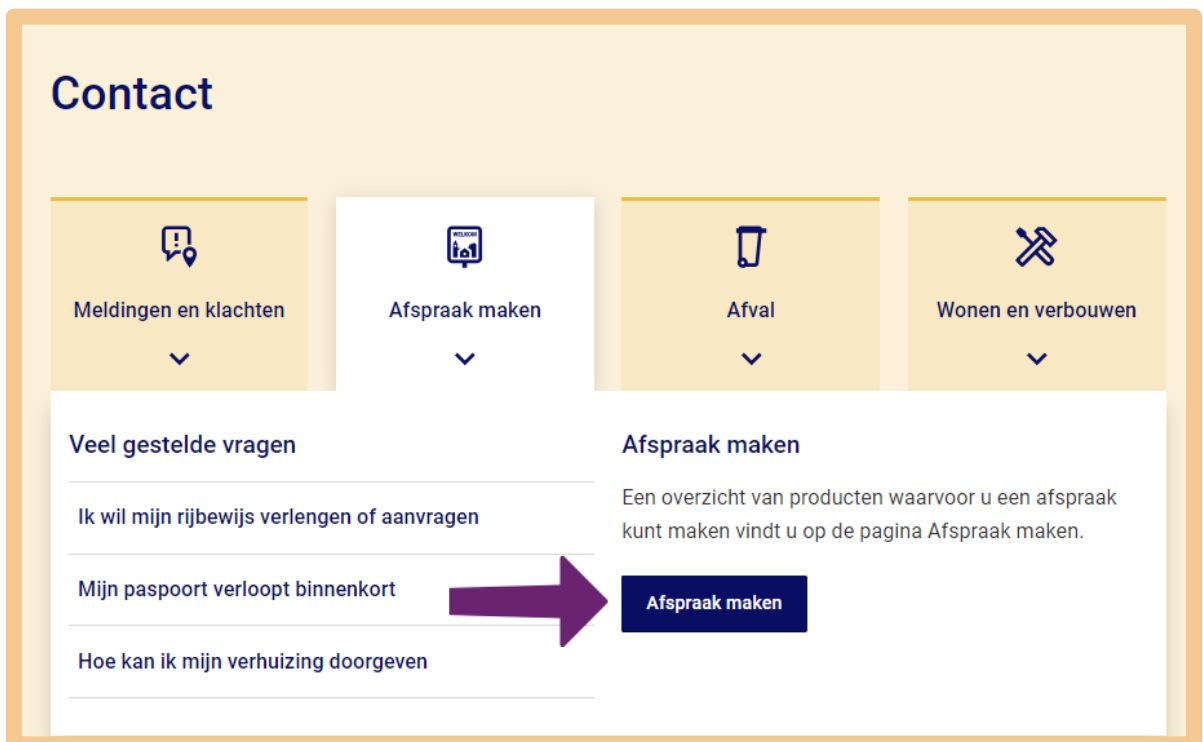 Contact
Meldingen en klachten
WELKOM
Afspraak maken
Afval
Wonen en verbouwen
Veel gestelde vragen
Ik wil mijn rijbewijs verlengen of aanvragen
Mijn paspoort verloopt binnenkort
Hoe kan ik mijn verhuizing doorgeven
Afspraak maken
Een overzicht van producten waarvoor u een afspraak
kunt maken vindt u op de pagina Afspraak maken.
Afspraak maken